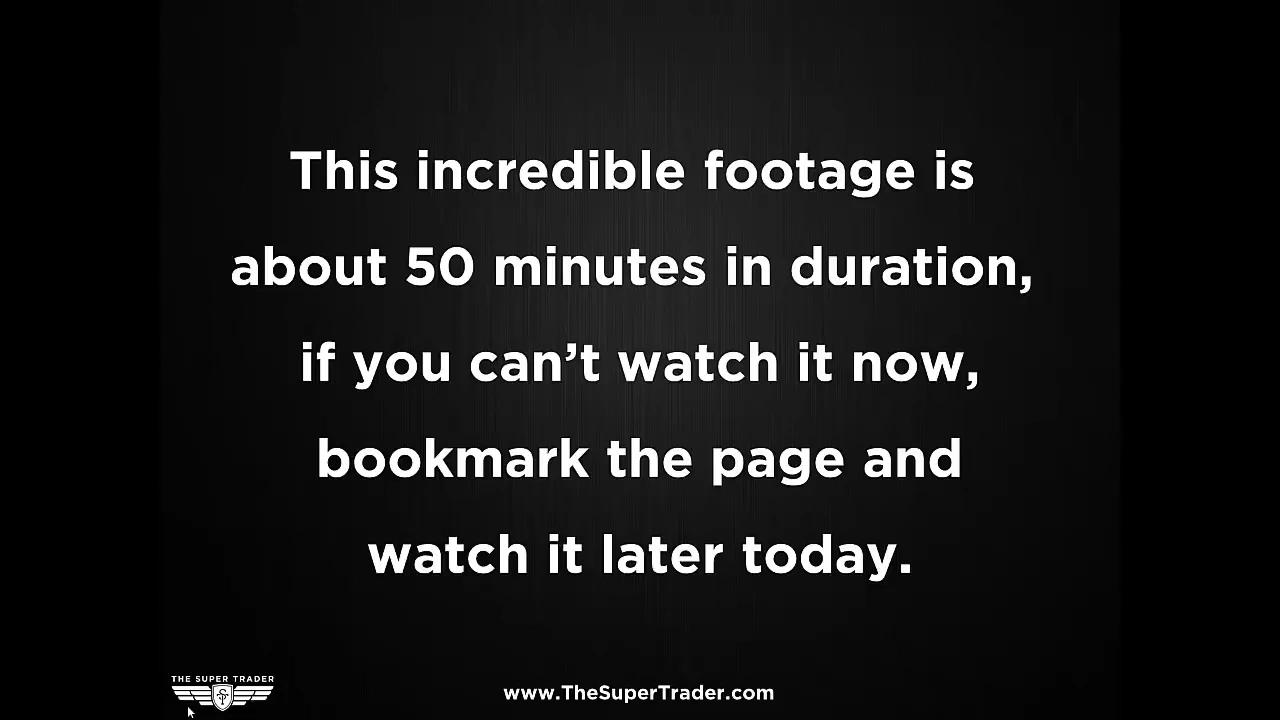 This incredible footage is
about 50 minutes in duration,
if you can’t watch it now,
bookmark the page and
watch it later today.
THE SUPER TRADER
ST
www.TheSuperTrader.com